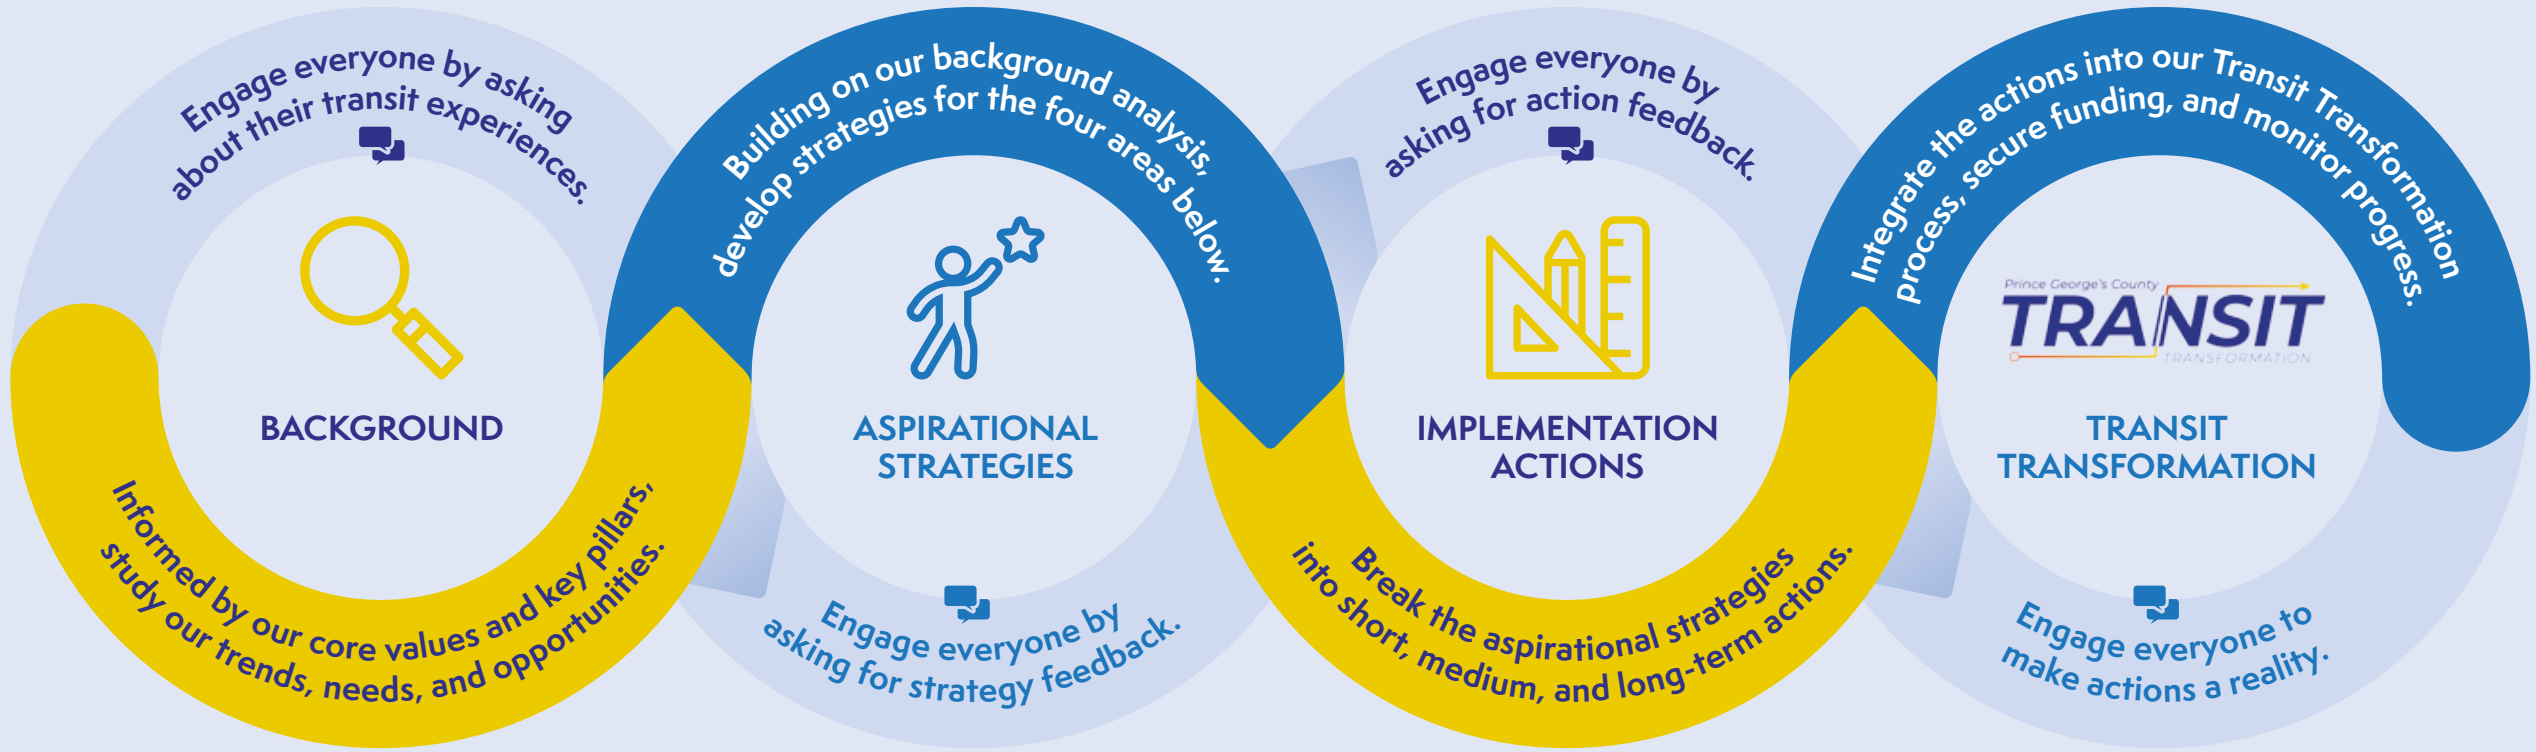 Engage everyone by asking
about their transit experiences.
BACKGROUND
Informed by our core values and key pillars,
study our trends, needs, and opportunities.
Building on our background analysis,
develop strategies for the four areas below.
ASPIRATIONAL
STRATEGIES
Engage everyone by
asking for strategy feedback.
Engage everyone by
asking for action feedback.
IMPLEMENTATION
ACTIONS
Break the aspirational strategies
into short, medium, and long-term actions.
Integrate the actions into our Transit Transformation
process, secure funding, and monitor progress.
Prince George's County
TRANSIT
TRANSFORMATION
TRANSIT
TRANSFORMATION
Engage everyone to
make actions a reality.